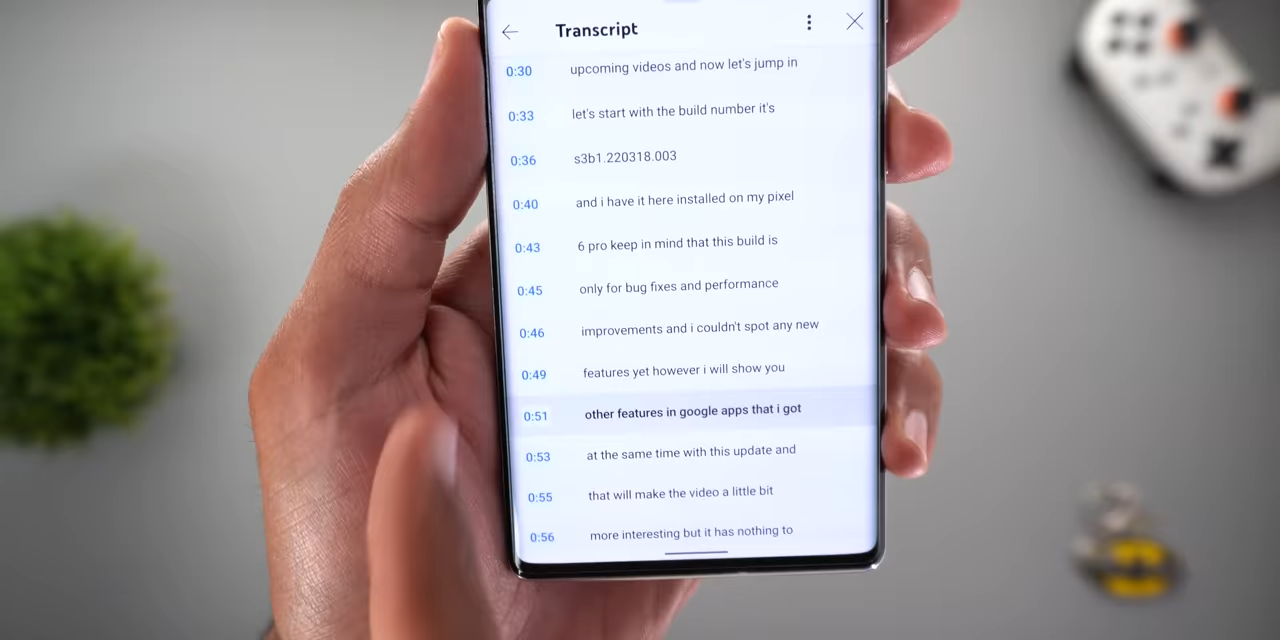 Transcript
0:30 upcoming videos and now let's jump in
0:33 let's start with the build number it's
0:36 s3b1.220318.003
0:40 and i have it here installed on my pixel
0:43 6 pro keep in mind that this build is
0:45 only for bug fixes and performance
0:46 improvements and i couldn't spot any new
0:49 features yet however i will show you
0:51 other features in google apps that i got
0:53 at the same time with this update and
0:55 that will make the video a little bit
0:56 more interesting but it has nothing to